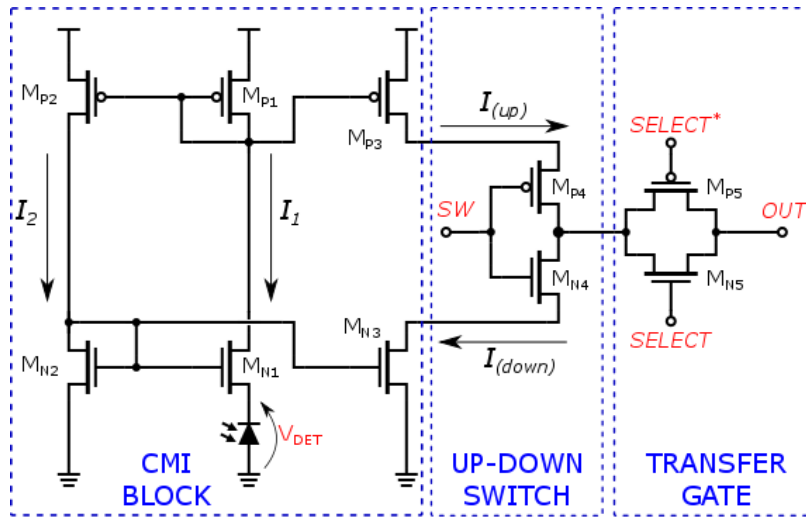 M_P2
M_P1
M_P3
I_(up)
SELECT*
M_P4
M_P5
I_2
I_1
SW
OUT
M_N4
M_N5
M_N3
M_N2
M_N1
I_(down)
SELECT
V_DET
CMI
BLOCK
UP-DOWN
SWITCH
TRANSFER
GATE